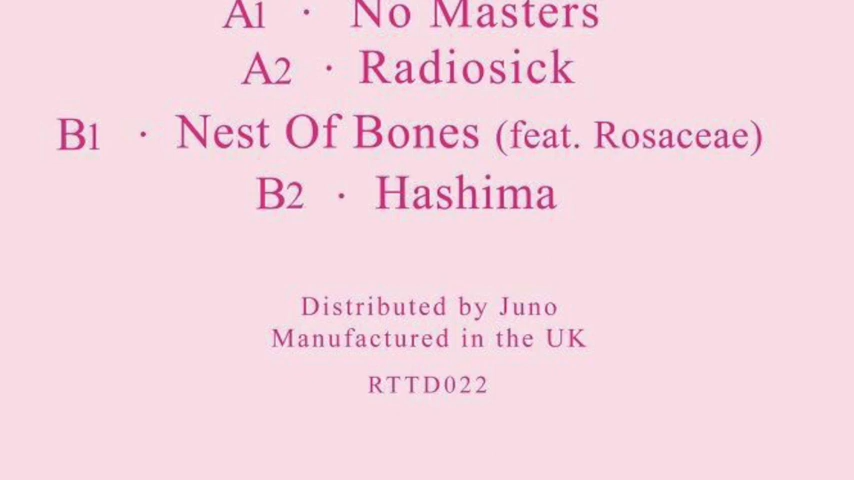 A1 · No Masters
A2 · Radiosick
B1 · Nest Of Bones (feat. Rosaceae)
B2 · Hashima
Distributed by Juno
Manufactured in the UK
RTTD022